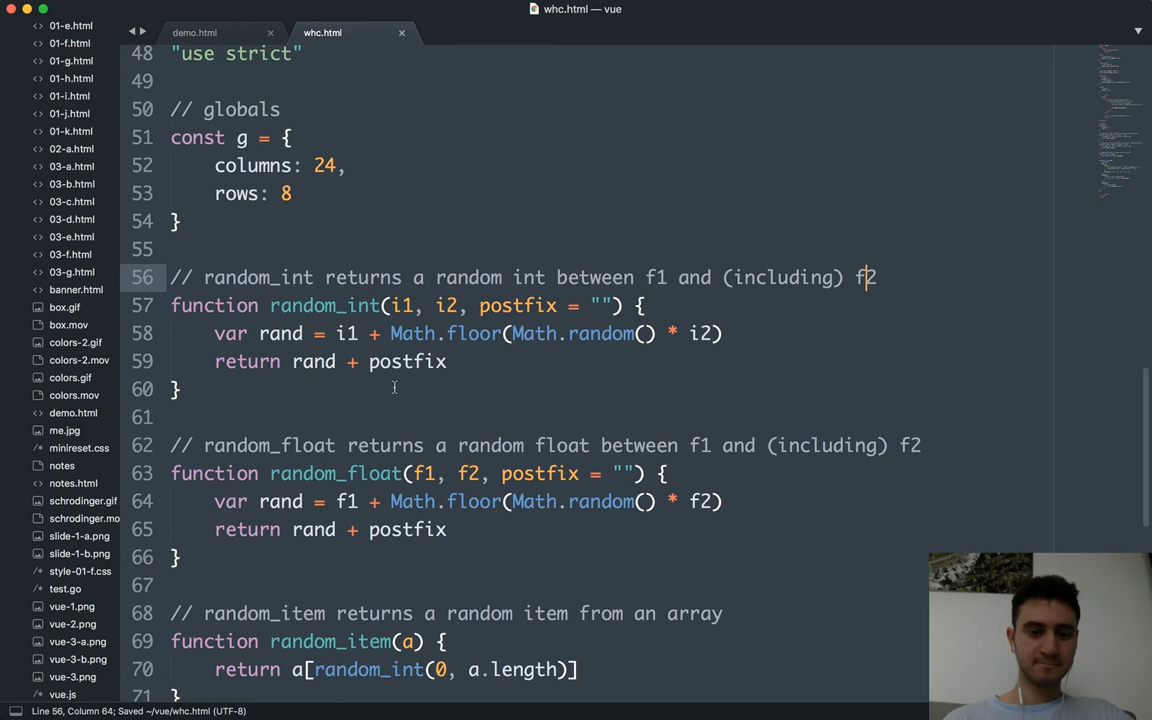 whc.html — vue
demo.html
whc.html
01-e.html
01-f.html
01-g.html
01-h.html
01-i.html
01-j.html
01-k.html
02-a.html
03-a.html
03-b.html
03-c.html
03-d.html
03-e.html
03-f.html
03-g.html
banner.html
box.gif
box.mov
colors-2.gif
colors-2.mov
colors.gif
colors.mov
demo.html
me.jpg
minireset.css
notes
notes.html
schrodinger.gif
schrodinger.mo
slide-1-a.png
slide-1-b.png
style-01-f.css
test.go
vue-1.png
vue-2.png
vue-3-a.png
vue-3-b.png
vue-3.png
vue.js
48 "use strict"
49
50 // globals
51 const g = {
52 columns: 24,
53 rows: 8
54 }
55
56 // random_int returns a random int between f1 and (including) f2
57 function random_int(i1, i2, postfix = "") {
58 var rand = i1 + Math.floor(Math.random() * i2)
59 return rand + postfix
60 }
61
62 // random_float returns a random float between f1 and (including) f2
63 function random_float(f1, f2, postfix = "") {
64 var rand = f1 + Math.floor(Math.random() * f2)
65 return rand + postfix
66 }
67
68 // random_item returns a random item from an array
69 function random_item(a) {
70 return a[random_int(0, a.length)]
71 }
Line 56, Column 64; Saved ~/vue/whc.html (UTF-8)